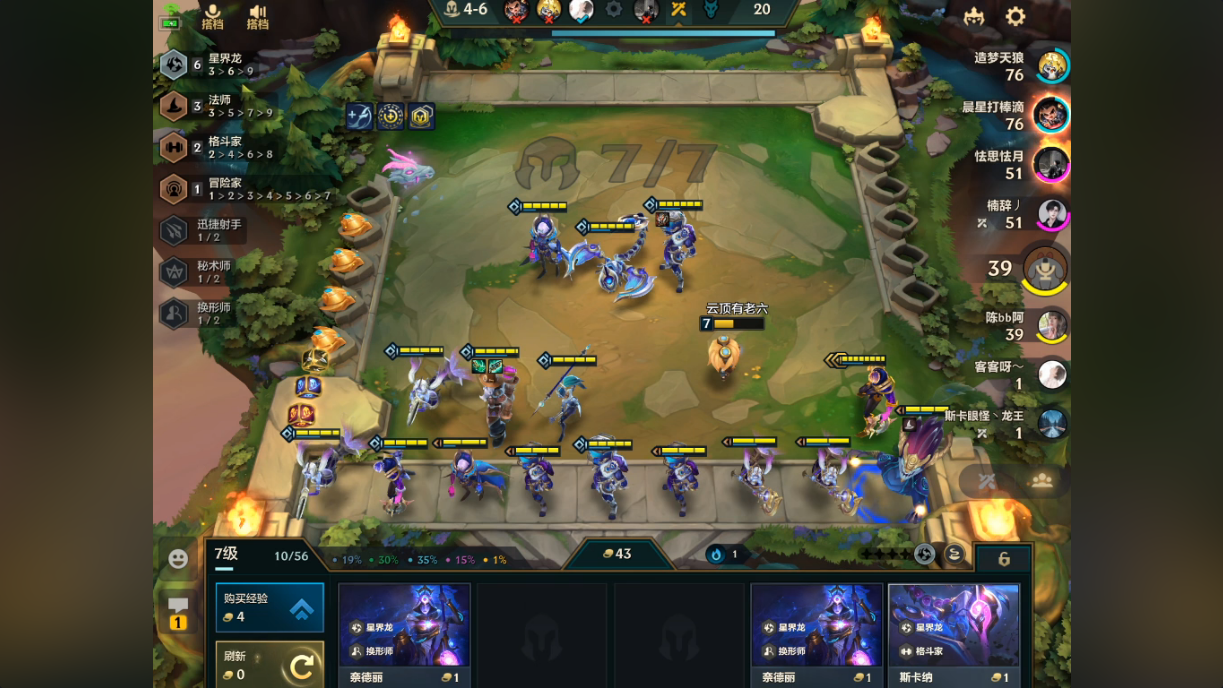 搭档
搭档
4-6
20
6 星界龙
3 > 6 > 9
3 法师
3 > 5 > 7 > 9
2 格斗家
2 > 4 > 6 > 8
1 冒险家
1 > 2 > 3 > 4 > 5 > 6 > 7
迅捷射手
1 / 2
秘术师
1 / 2
换形师
1 / 2
7/7
云顶有老六
7
造梦天狼
76
晨星打棒滴
76
怯思怯月
51
楠辞丿
51
39
陈bb阿
39
客客呀～
1
斯卡眼怪丶龙王
1
7级
10/56
19% 30% 35% 15% 1%
43
1
6
1
购买经验
4
刷新
0
星界龙
换形师
奈德丽
1
星界龙
换形师
奈德丽
1
星界龙
格斗家
斯卡纳
1